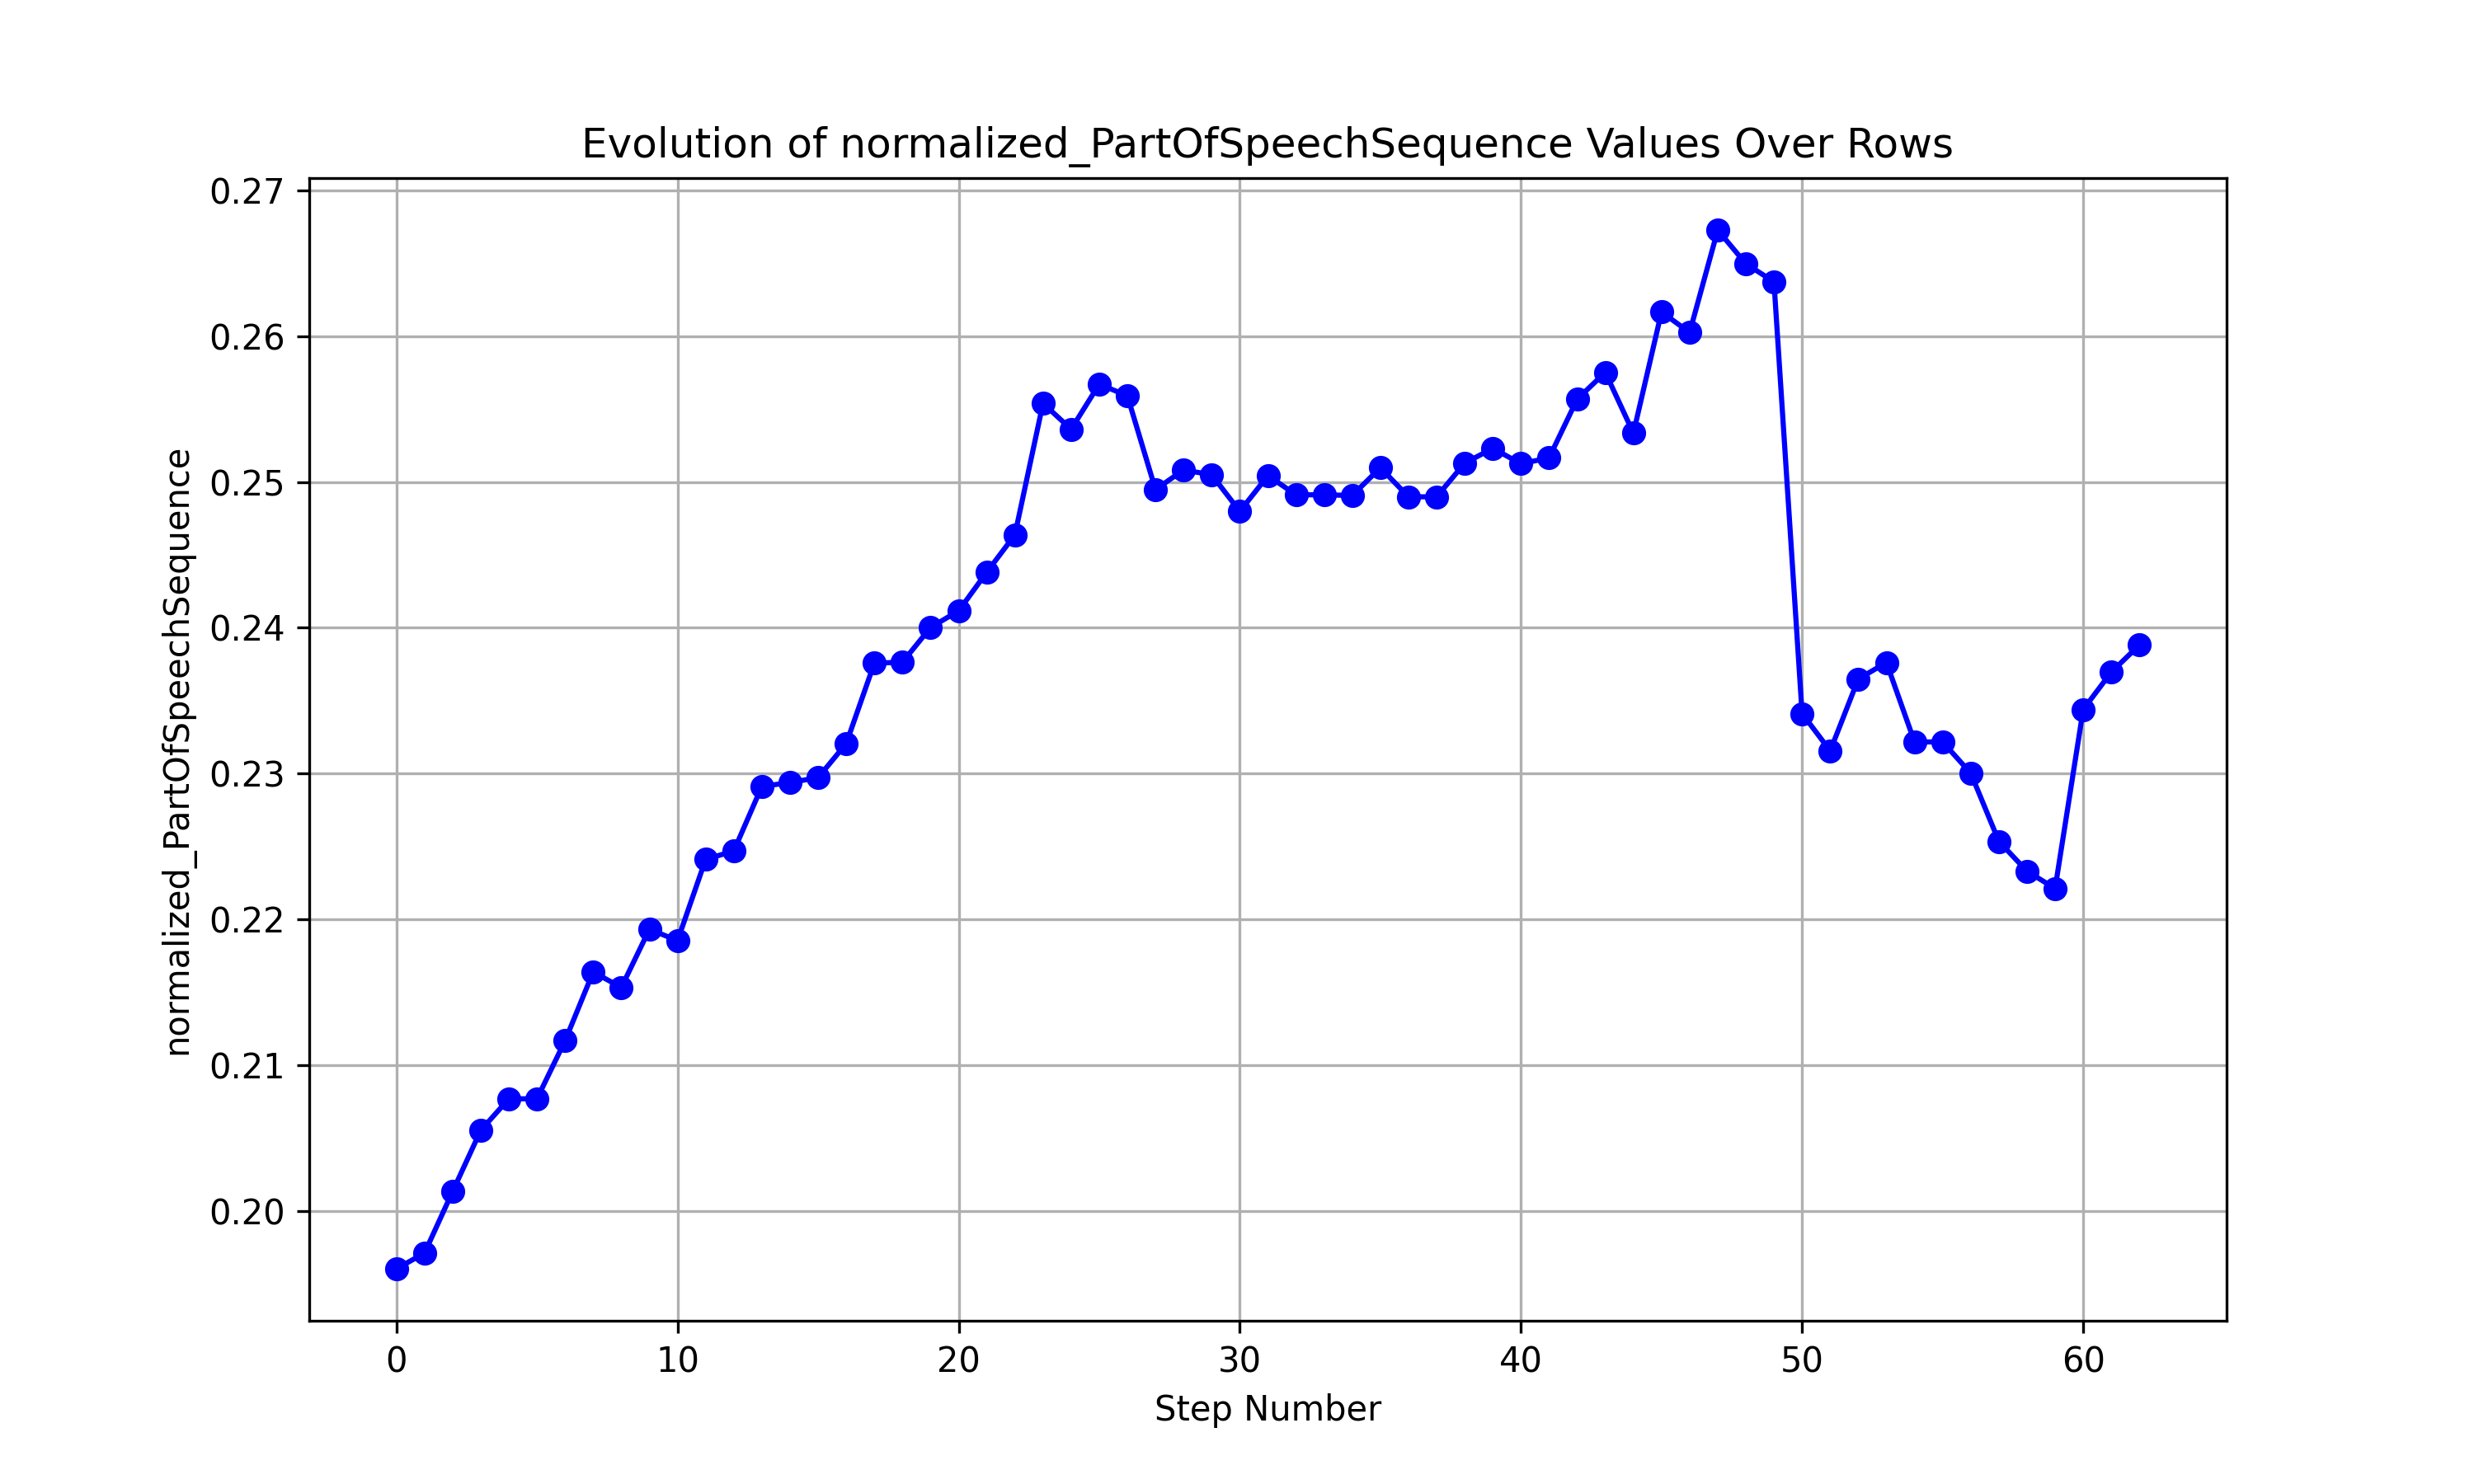 Evolution of normalized_PartOfSpeechSequence Values Over Rows
normalized_PartOfSpeechSequence
0.27
0.26
0.25
0.24
0.23
0.22
0.21
0.20
0 10 20 30 40 50 60
Step Number